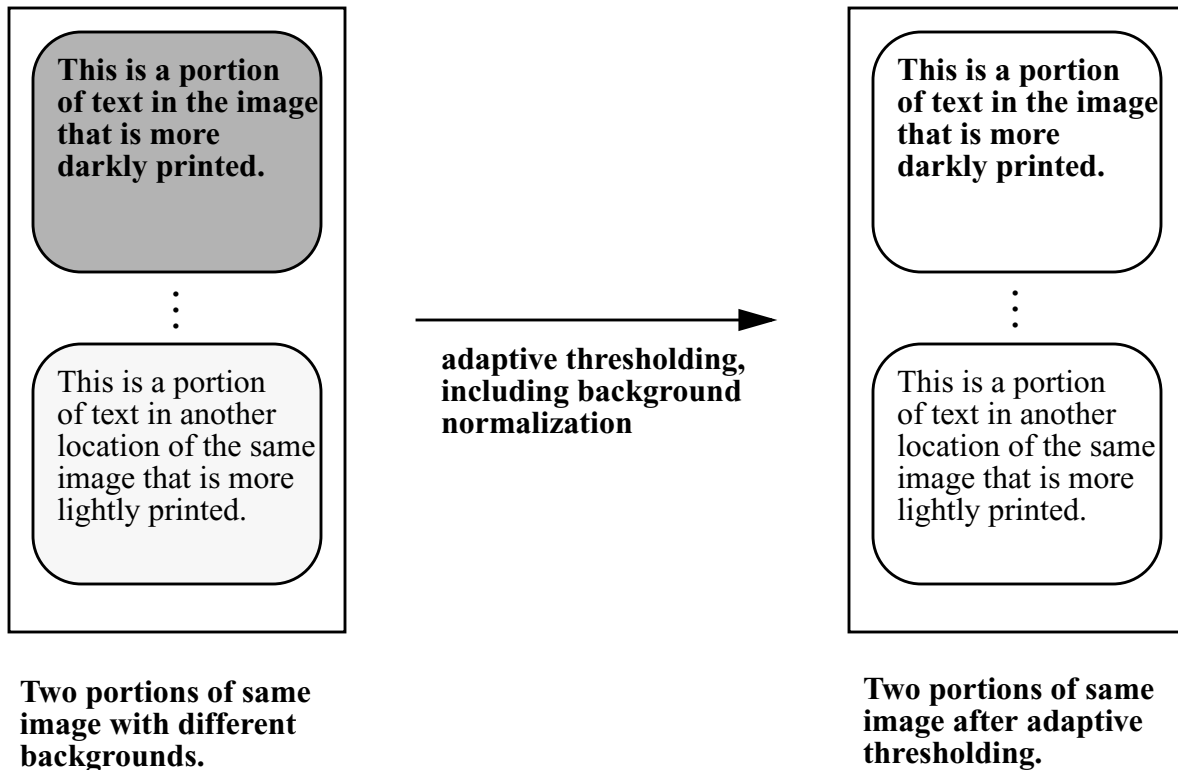 This is a portion
of text in the image
that is more
darkly printed.
This is a portion
of text in another
location of the same
image that is more
lightly printed.
Two portions of same
image with different
backgrounds.
adaptive thresholding,
including background
normalization
This is a portion
of text in the image
that is more
darkly printed.
This is a portion
of text in another
location of the same
image that is more
lightly printed.
Two portions of same
image after adaptive
thresholding.